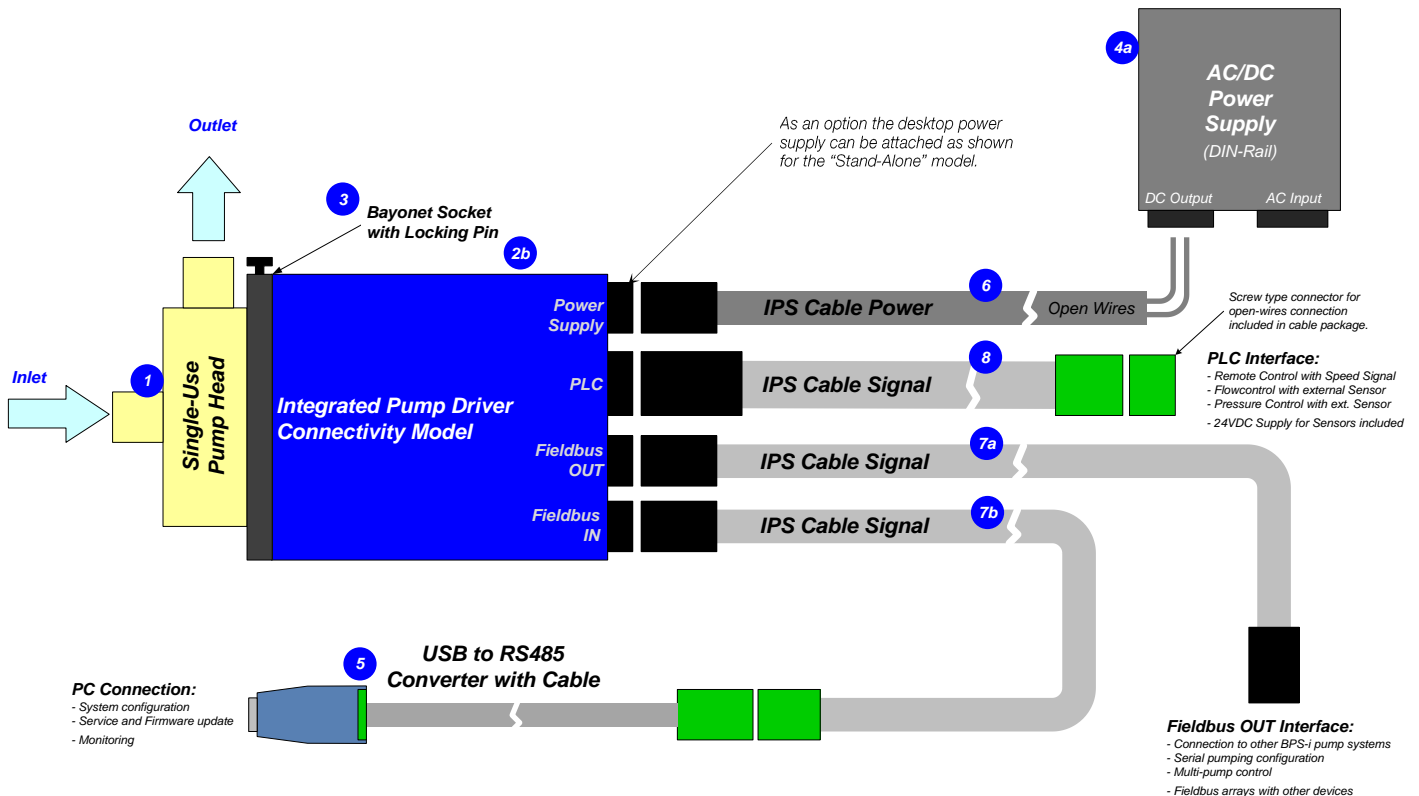 4a
AC/DC
Power
Supply
(DIN-Rail)
DC Output
AC Input
As an option the desktop power
supply can be attached as shown
for the “Stand-Alone” model.
Outlet
3
Bayonet Socket
with Locking Pin
2b
Inlet
1
Single-Use
Pump Head
Integrated Pump Driver
Connectivity Model
Power
Supply
PLC
Fieldbus
OUT
Fieldbus
IN
6
IPS Cable Power
Open Wires
8
IPS Cable Signal
7a
IPS Cable Signal
7b
IPS Cable Signal
Screw type connector for
open-wires connection
included in cable package.
PLC Interface:
- Remote Control with Speed Signal
- Flowcontrol with external Sensor
- Pressure Control with ext. Sensor
- 24VDC Supply for Sensors included
5
USB to RS485
Converter with Cable
PC Connection:
- System configuration
- Service and Firmware update
- Monitoring
Fieldbus OUT Interface:
- Connection to other BPS-i pump systems
- Serial pumping configuration
- Multi-pump control
- Fieldbus arrays with other devices